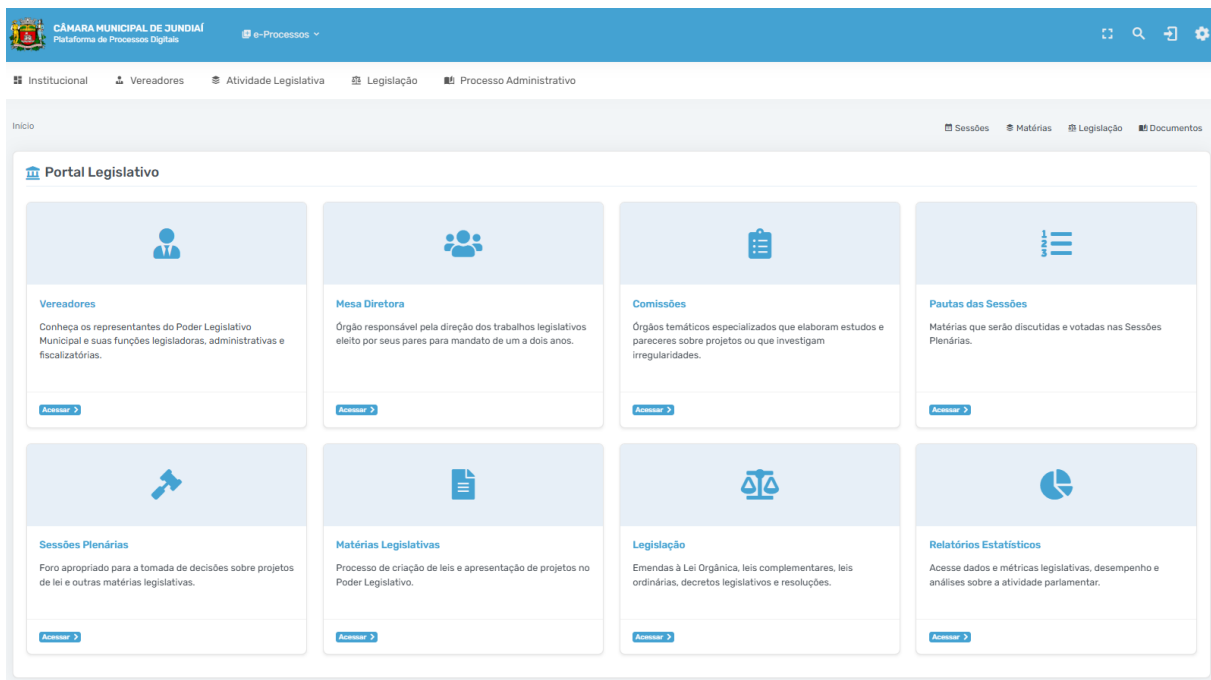 CÂMARA MUNICIPAL DE JUNDIAÍ
Plataforma de Processos Digitais
e-Processos
Institucional
Vereadores
Atividade Legislativa
Legislação
Processo Administrativo
Início
Sessões
Matérias
Legislação
Documentos
Portal Legislativo
1
2
3
Vereadores
Conheça os representantes do Poder Legislativo
Municipal e suas funções legisladoras, administrativas e
fiscalizatórias.
Acessar
Mesa Diretora
Órgão responsável pela direção dos trabalhos legislativos
eleito por seus pares para mandato de um a dois anos.
Acessar
Comissões
Órgãos temáticos especializados que elaboram estudos e
pareceres sobre projetos ou que investigam
irregularidades.
Acessar
Pautas das Sessões
Matérias que serão discutidas e votadas nas Sessões
Plenárias.
Acessar
Sessões Plenárias
Foro apropriado para a tomada de decisões sobre projetos
de lei e outras matérias legislativas.
Acessar
Matérias Legislativas
Processo de criação de leis e apresentação de projetos no
Poder Legislativo.
Acessar
Legislação
Emendas à Lei Orgânica, leis complementares, leis
ordinárias, decretos legislativos e resoluções.
Acessar
Relatórios Estatísticos
Acesse dados e métricas legislativas, desempenho e
análises sobre a atividade parlamentar.
Acessar